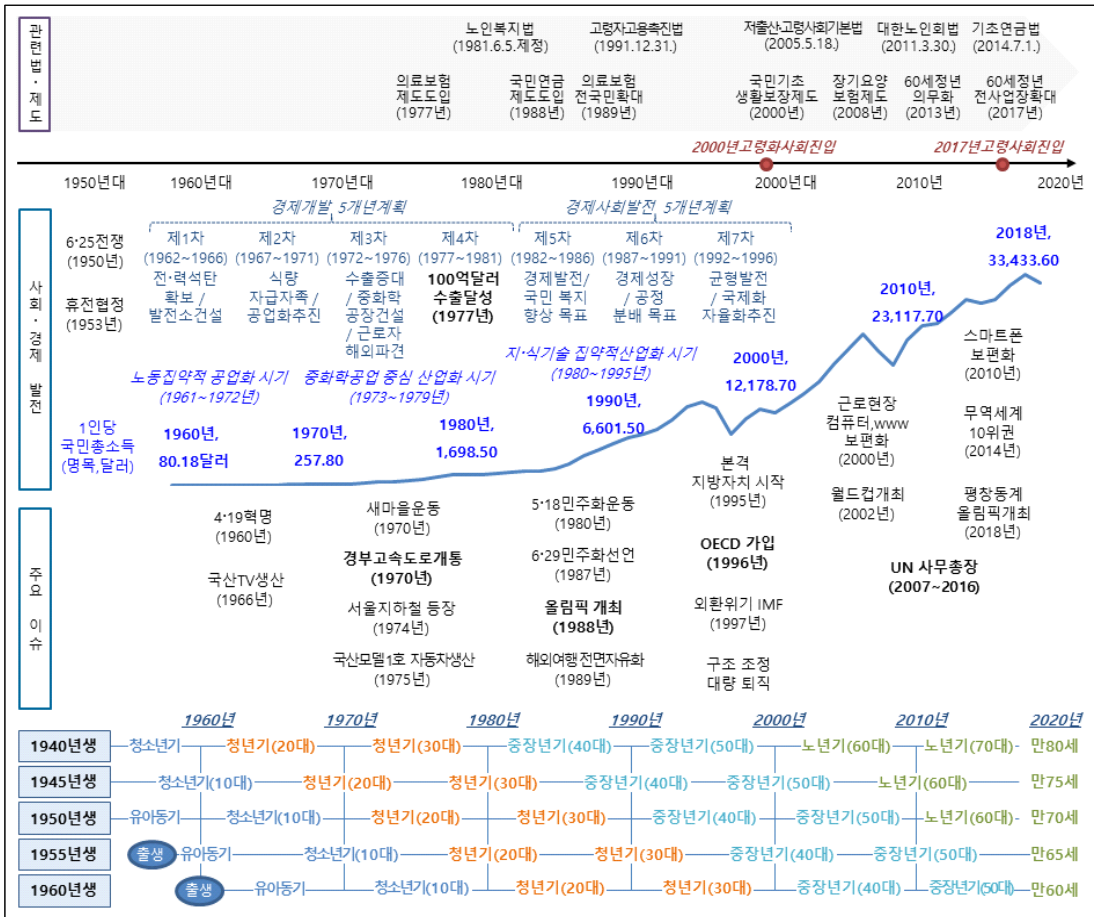 관련법·제도
노인복지법
(1981.6.5.제정)
고령자고용촉진법
(1991.12.31.)
저출산·고령사회기본법
(2005.5.18.)
대한노인회법
(2011.3.30.)
기초연금법
(2014.7.1.)
의료보험
제도도입
(1977년)
국민연금
제도도입
(1988년)
의료보험
전국민확대
(1989년)
국민기초
생활보장제도
(2000년)
장기요양
보험제도
(2008년)
60세정년
의무화
(2013년)
60세정년
전사업장확대
(2017년)
2000년고령화사회진입
2017년고령사회진입
1950년대 1960년대 1970년대 1980년대 1990년대 2000년대 2010년 2020년
사회·경제 발전
경제개발 5개년계획
경제사회발전 5개년계획
6·25전쟁
(1950년)
휴전협정
(1953년)
제1차
(1962~1966)
전·력석탄
확보 /
발전소건설
제2차
(1967~1971)
식량
자급자족 /
공업화추진
제3차
(1972~1976)
수출증대
/ 중화학
공장건설
/ 근로자
해외파견
제4차
(1977~1981)
100억달러
수출달성
(1977년)
제5차
(1982~1986)
경제발전/
국민 복지
향상 목표
제6차
(1987~1991)
경제성장
/ 공정
분배 목표
제7차
(1992~1996)
균형발전
/ 국제화
자율화추진
2018년,
33,433.60
2010년,
23,117.70
스마트폰
보편화
(2010년)
노동집약적 공업화 시기
(1961~1972년)
중화학공업 중심 산업화 시기
(1973~1979년)
지·식기술 집약적산업화 시기
(1980~1995년)
2000년,
12,178.70
1인당
국민총소득
(명목,달러)
1960년,
80.18달러
1970년,
257.80
1980년,
1,698.50
1990년,
6,601.50
근로현장
컴퓨터,www
보편화
(2000년)
무역세계
10위권
(2014년)
본격
지방자치 시작
(1995년)
월드컵개최
(2002년)
평창동계
올림픽개최
(2018년)
주요 이슈
4·19혁명
(1960년)
국산TV생산
(1966년)
새마을운동
(1970년)
경부고속도로개통
(1970년)
서울지하철 등장
(1974년)
국산모델1호 자동차생산
(1975년)
5·18민주화운동
(1980년)
6·29민주화선언
(1987년)
올림픽 개최
(1988년)
해외여행전면자유화
(1989년)
OECD 가입
(1996년)
외환위기 IMF
(1997년)
구조 조정
대량 퇴직
UN 사무총장
(2007~2016)
1960년 1970년 1980년 1990년 2000년 2010년 2020년
1940년생 청소년기 청년기(20대) 청년기(30대) 중장년기(40대) 중장년기(50대) 노년기(60대) 노년기(70대) 만80세
1945년생 청소년기(10대) 청년기(20대) 청년기(30대) 중장년기(40대) 중장년기(50대) 노년기(60대) 만75세
1950년생 유아동기 청소년기(10대) 청년기(20대) 청년기(30대) 중장년기(40대) 중장년기(50대) 노년기(60대) 만70세
1955년생 출생 유아동기 청소년기(10대) 청년기(20대) 청년기(30대) 중장년기(40대) 중장년기(50대) 만65세
1960년생 출생 유아동기 청소년기(10대) 청년기(20대) 청년기(30대) 중장년기(40대) 중장년기(50대) 만60세